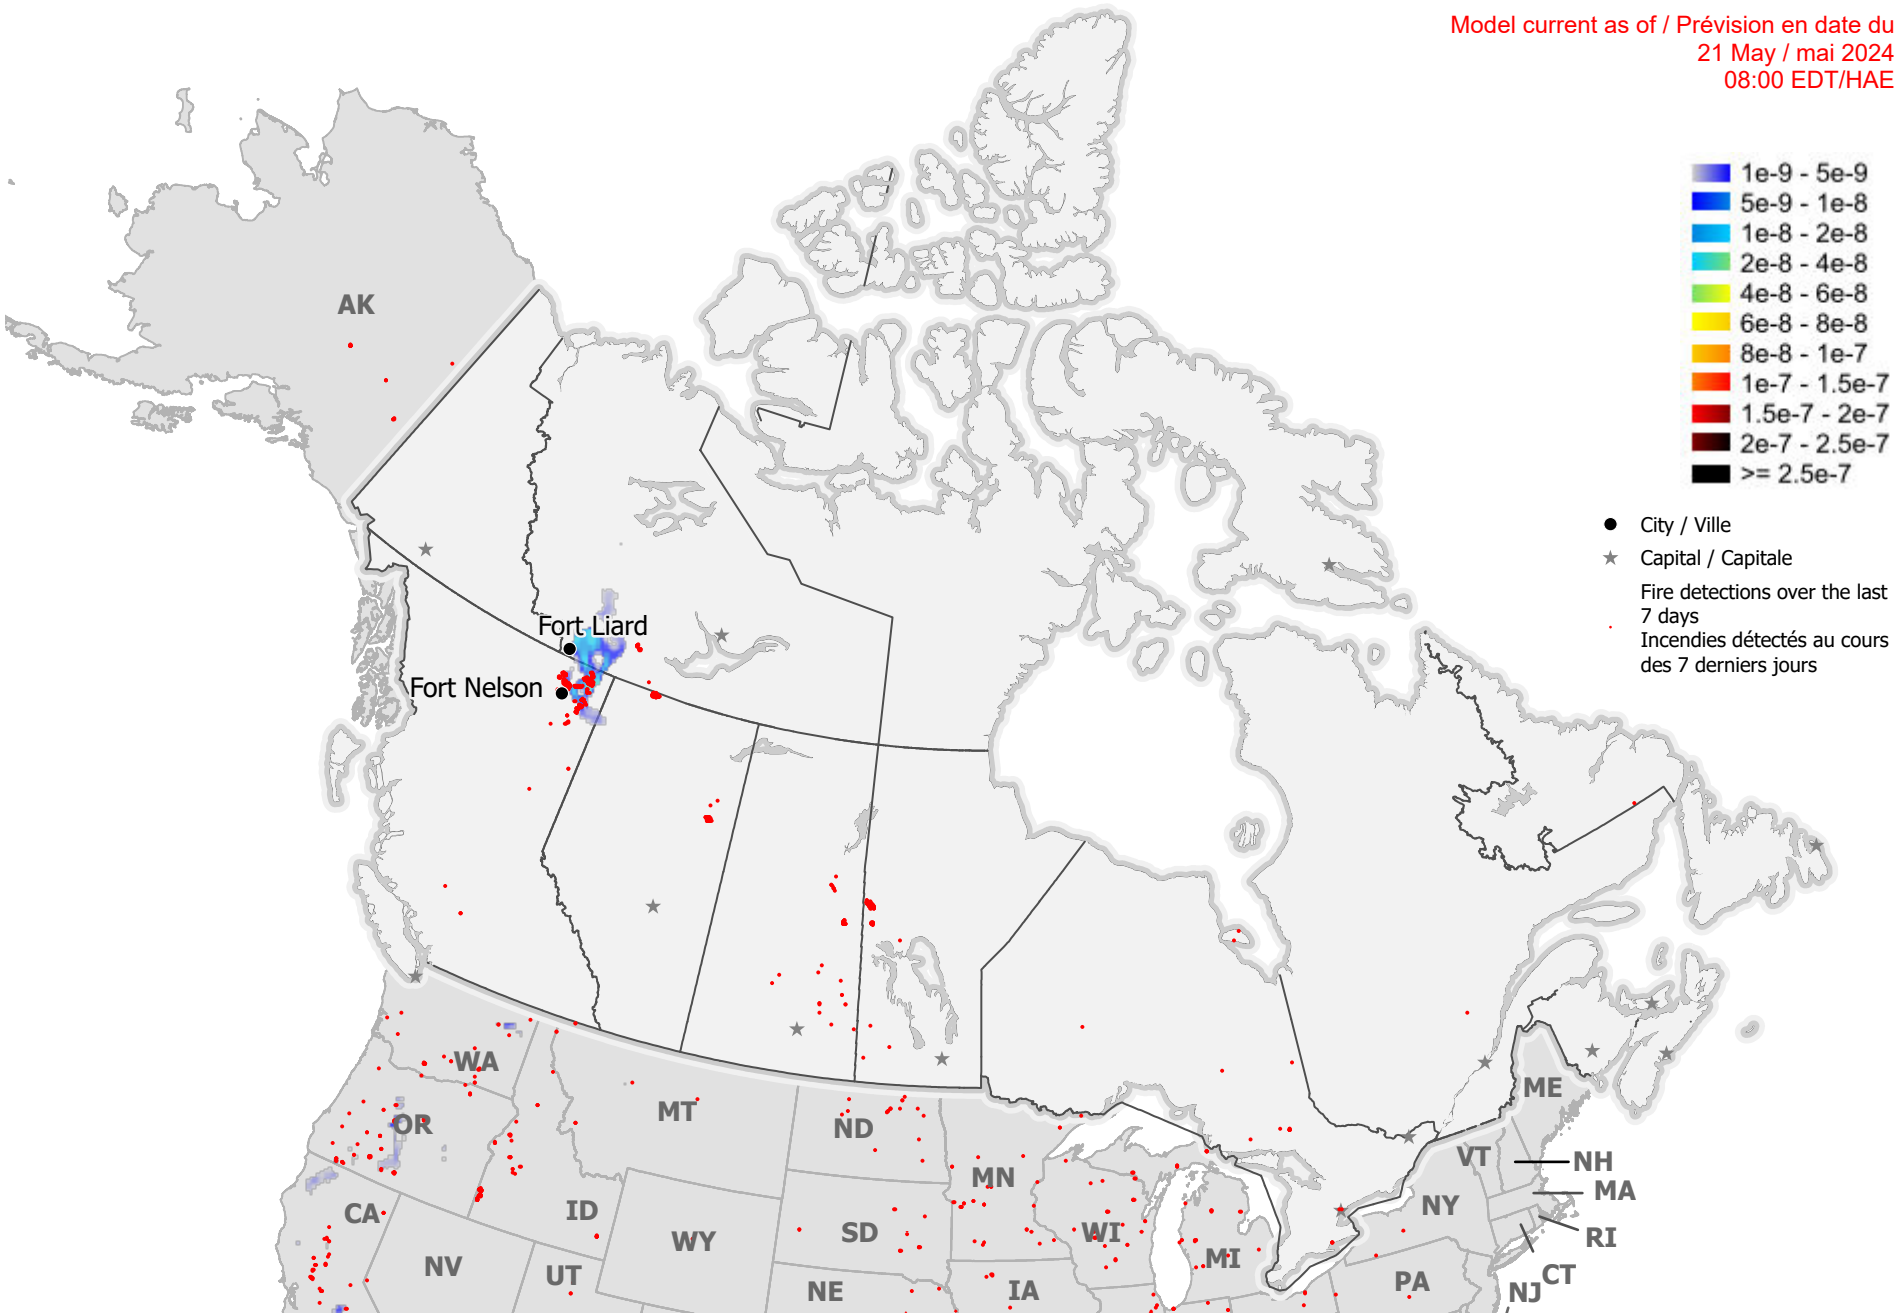 Model current as of / Prévision en date du
21 May / mai 2024
08:00 EDT/HAE
1e-9 - 5e-9
5e-9 - 1e-8
1e-8 - 2e-8
2e-8 - 4e-8
4e-8 - 6e-8
6e-8 - 8e-8
8e-8 - 1e-7
1e-7 - 1.5e-7
1.5e-7 - 2e-7
2e-7 - 2.5e-7
>= 2.5e-7
City / Ville
Capital / Capitale
Fire detections over the last
7 days
Incendies détectés au cours
des 7 derniers jours
AK
Fort Liard
Fort Nelson
WA
OR
CA
NV
ID
UT
MT
WY
ND
SD
NE
MN
IA
WI
MI
ME
VT
NH
MA
NY
RI
CT
PA
NJ